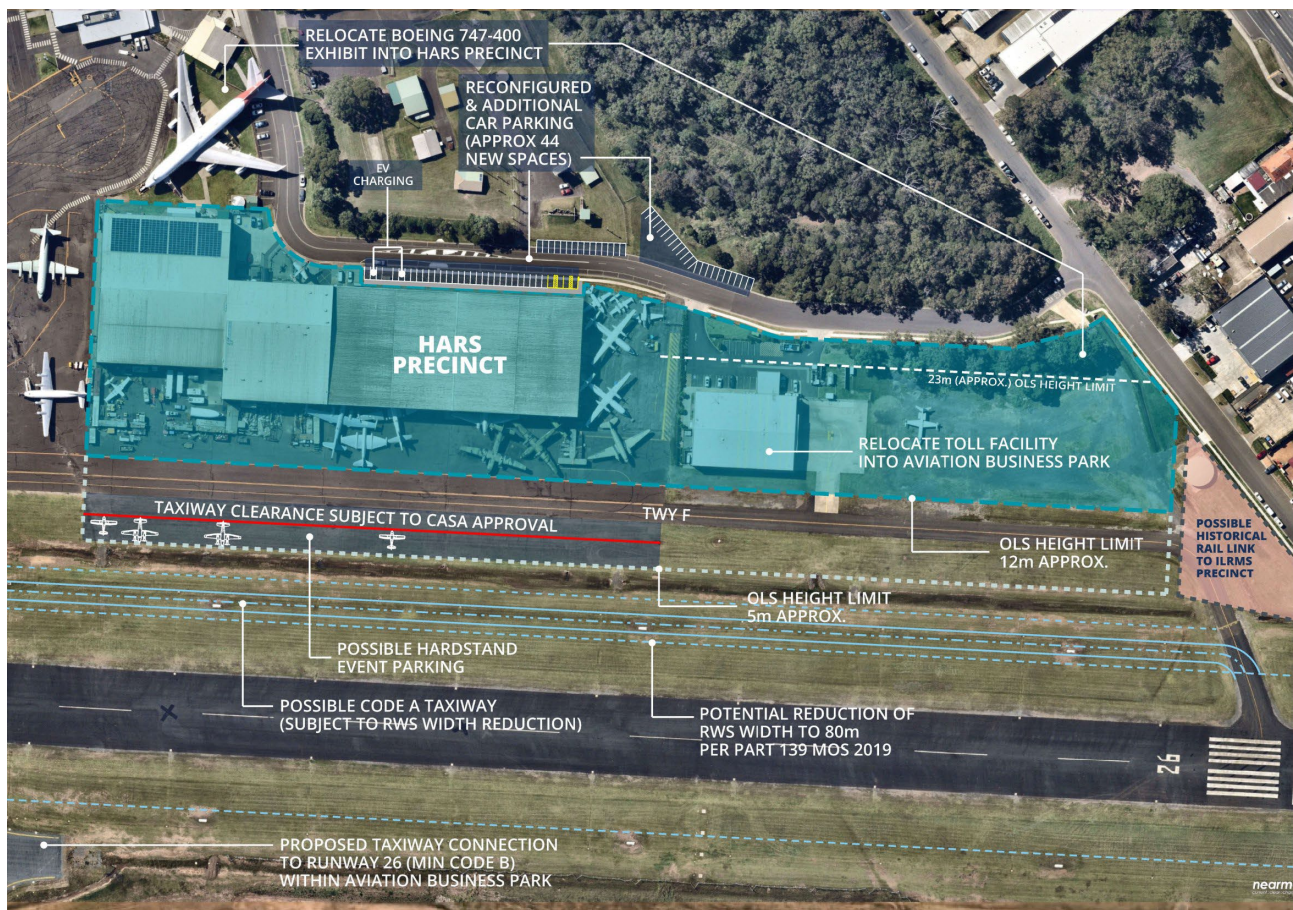 RELOCATE BOEING 747-400
EXHIBIT INTO HARS PRECINCT
RECONFIGURED
& ADDITIONAL
CAR PARKING
(APPROX 44
NEW SPACES)
EV
CHARGING
HARS
PRECINCT
23m (APPROX.) OLS HEIGHT LIMIT
RELOCATE TOLL FACILITY
INTO AVIATION BUSINESS PARK
TAXIWAY CLEARANCE SUBJECT TO CASA APPROVAL
TWY F
OLS HEIGHT LIMIT
12m APPROX.
POSSIBLE
HISTORICAL
RAIL LINK
TO ILRMS
PRECINCT
OLS HEIGHT LIMIT
5m APPROX.
POSSIBLE HARDSTAND
EVENT PARKING
POSSIBLE CODE A TAXIWAY
(SUBJECT TO RWS WIDTH REDUCTION)
POTENTIAL REDUCTION OF
RWS WIDTH TO 80m
PER PART 139 MOS 2019
26
PROPOSED TAXIWAY CONNECTION
TO RUNWAY 26 (MIN CODE B)
WITHIN AVIATION BUSINESS PARK
nearm